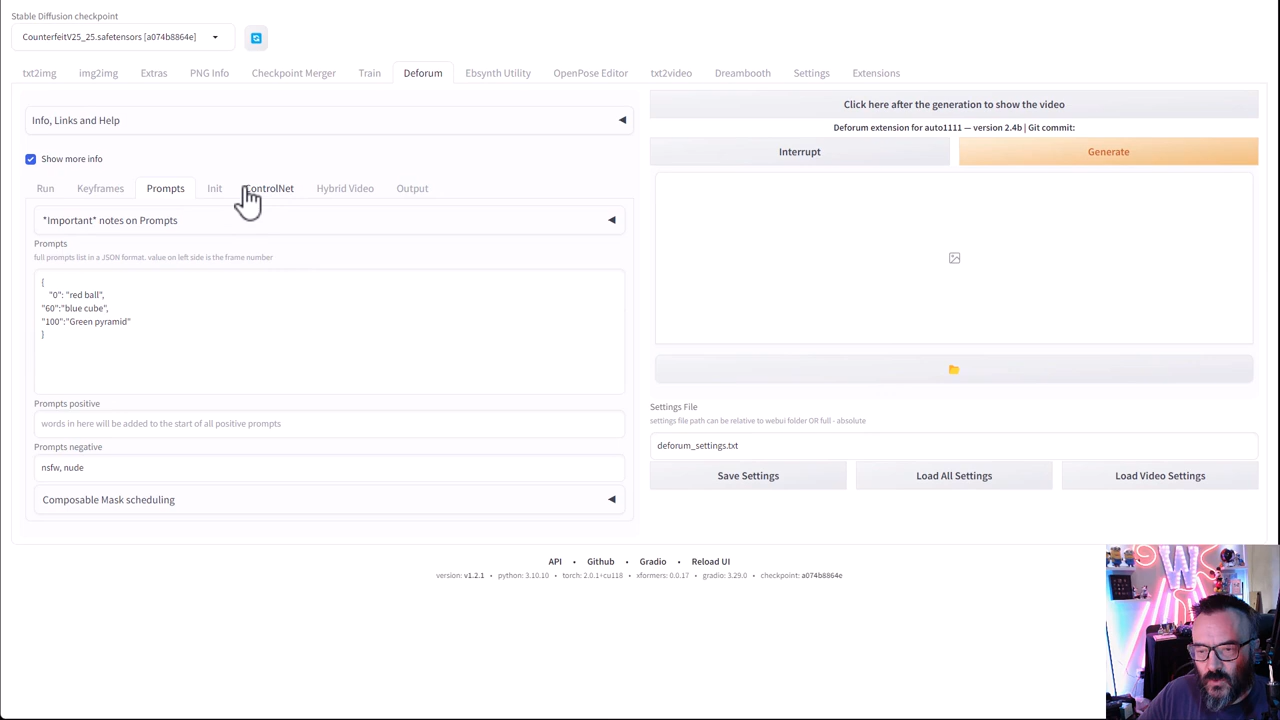 Stable Diffusion checkpoint
CounterfeitV25_25.safetensors [a074b8864e]
txt2img img2img Extras PNG Info Checkpoint Merger Train Deforum Ebsynth Utility OpenPose Editor txt2video Dreambooth Settings Extensions
Info, Links and Help
Show more info
Run Keyframes Prompts Init ControlNet Hybrid Video Output
*Important* notes on Prompts
Prompts
full prompts list in a JSON format. value on left side is the frame number
{
"0": "red ball",
"60":"blue cube",
"100":"Green pyramid"
}
Prompts positive
words in here will be added to the start of all positive prompts
Prompts negative
nsfw, nude
Composable Mask scheduling
Click here after the generation to show the video
Deforum extension for auto1111 — version 2.4b | Git commit:
Interrupt Generate
Settings File
settings file path can be relative to webui folder OR full - absolute
deforum_settings.txt
Save Settings Load All Settings Load Video Settings
API • Github • Gradio • Reload UI
version: v1.2.1 • python: 3.10.10 • torch: 2.0.1+cu118 • xformers: 0.0.17 • gradio: 3.29.0 • checkpoint: a074b8864e